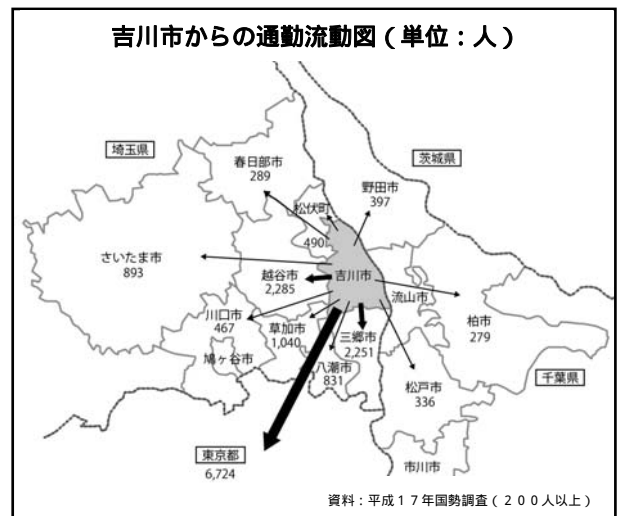 吉川市からの通勤流動図（単位：人）
埼玉県
茨城県
春日部市
289
野田市
397
松伏町
490
さいたま市
893
越谷市
2,285
吉川市
流山市
川口市
467
草加市
1,040
三郷市
2,251
柏市
279
鳩ヶ谷市
八潮市
831
松戸市
336
千葉県
東京都
6,724
市川市
資料：平成１７年国勢調査（２００人以上）